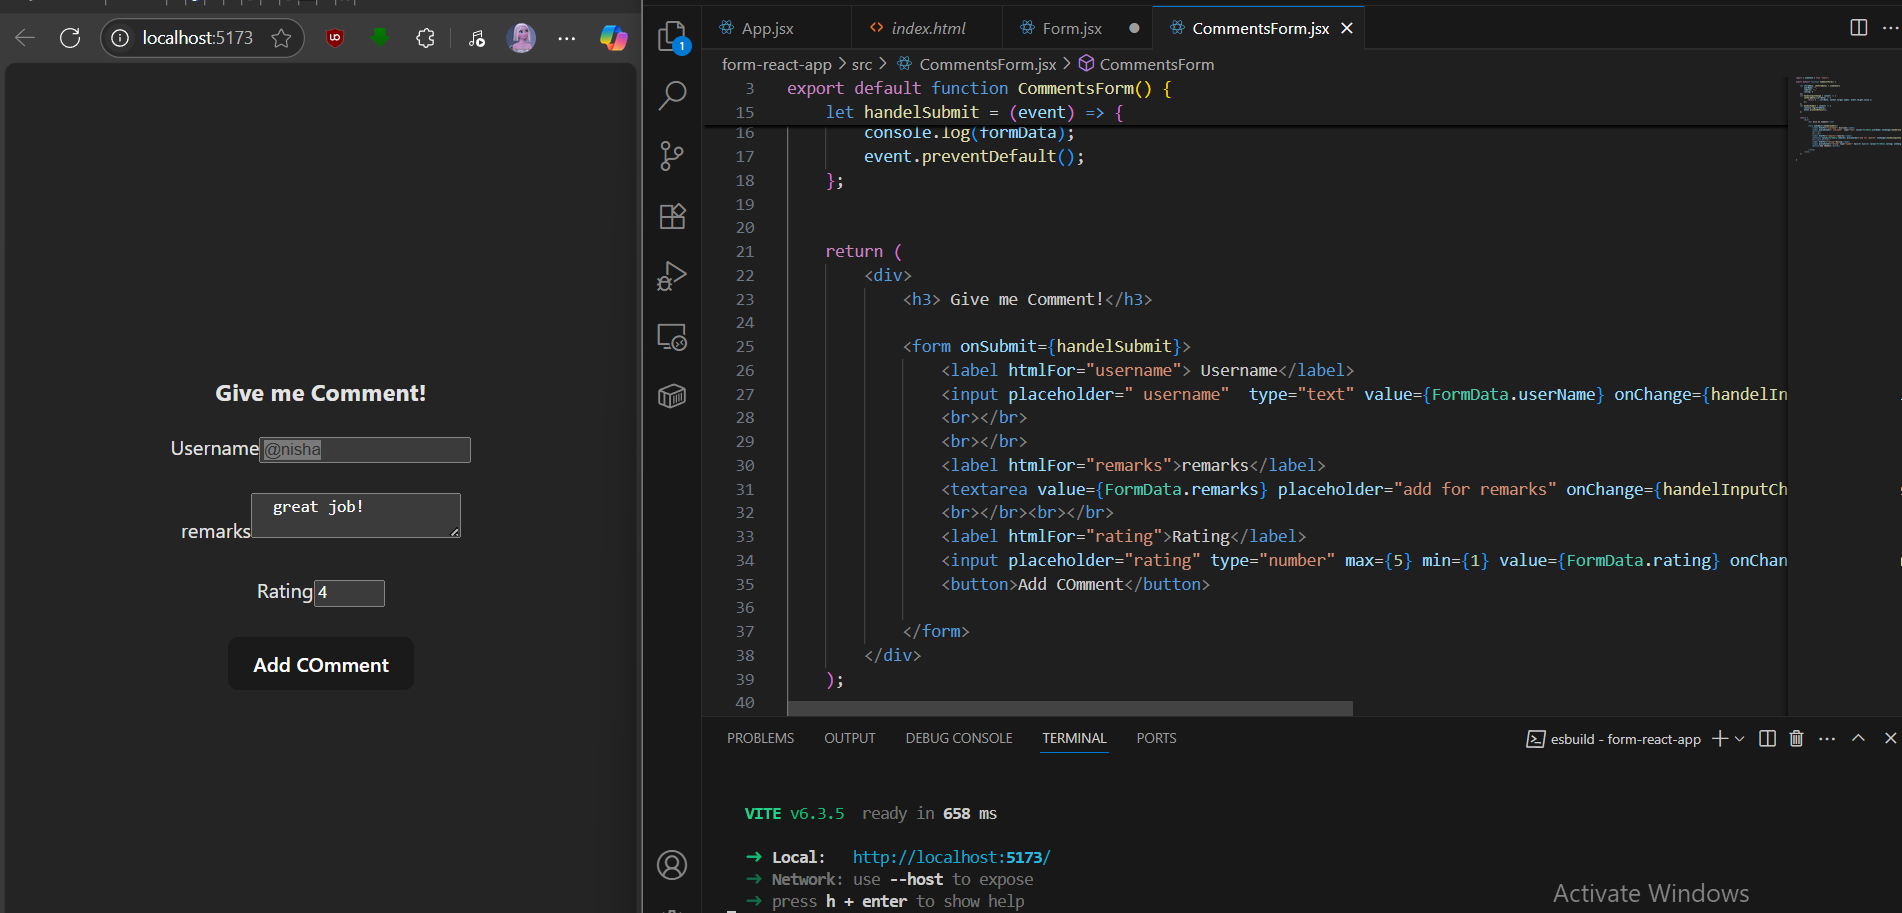 localhost:5173
Give me Comment!
Username @nisha
great job!
remarks
Rating 4
Add COmment
1
App.jsx
index.html
Form.jsx
CommentsForm.jsx
form-react-app > src > CommentsForm.jsx > CommentsForm
3 export default function CommentsForm() {
15 let handelSubmit = (event) => {
16 console.log(formData);
17 event.preventDefault();
18 };
19
20
21 return (
22 <div>
23 <h3> Give me Comment!</h3>
24
25 <form onSubmit={handelSubmit}>
26 <label htmlFor="username"> Username</label>
27 <input placeholder=" username"  type="text" value={FormData.userName} onChange={handelIn
28 <br></br>
29 <br></br>
30 <label htmlFor="remarks">remarks</label>
31 <textarea value={FormData.remarks} placeholder="add for remarks" onChange={handelInputCh
32 <br></br><br></br>
33 <label htmlFor="rating">Rating</label>
34 <input placeholder="rating" type="number" max={5} min={1} value={FormData.rating} onChan
35 <button>Add COmment</button>
36
37 </form>
38 </div>
39 );
40
PROBLEMS OUTPUT DEBUG CONSOLE TERMINAL PORTS
esbuild - form-react-app
VITE v6.3.5 ready in 658 ms
➜ Local: http://localhost:5173/
➜ Network: use --host to expose
➜ press h + enter to show help
Activate Windows